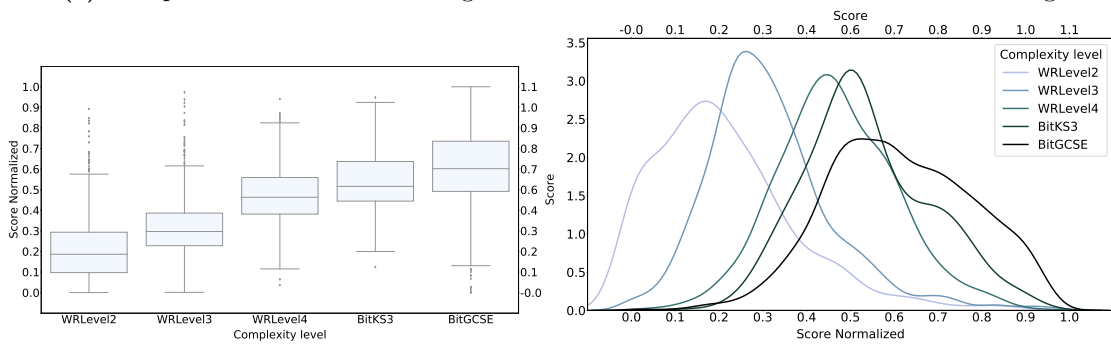 Score
-0.0 0.1 0.2 0.3 0.4 0.5 0.6 0.7 0.8 0.9 1.0 1.1
Score Normalized
1.0
0.9
0.8
0.7
0.6
0.5
0.4
0.3
0.2
0.1
0.0
1.1
1.0
0.9
0.8
0.7
0.6
0.5
0.4
0.3
0.2
0.1
-0.0
Score
WRLevel2 WRLevel3 WRLevel4 BitKS3 BitGCSE
Complexity level
3.5
3.0
2.5
2.0
1.5
1.0
0.5
0.0
Complexity level
WRLevel2
WRLevel3
WRLevel4
BitKS3
BitGCSE
0.0 0.1 0.2 0.3 0.4 0.5 0.6 0.7 0.8 0.9 1.0
Score Normalized